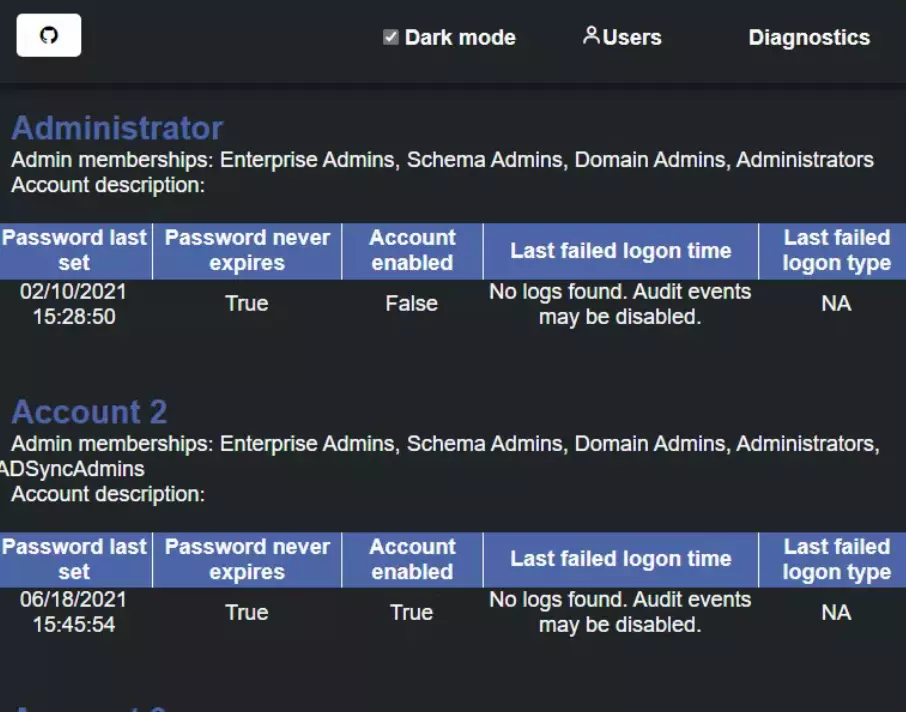 Dark mode Users Diagnostics
Administrator
Admin memberships: Enterprise Admins, Schema Admins, Domain Admins, Administrators
Account description:
Password last set Password never expires Account enabled Last failed logon time Last failed logon type
02/10/2021 15:28:50 True False No logs found. Audit events may be disabled. NA
Account 2
Admin memberships: Enterprise Admins, Schema Admins, Domain Admins, Administrators,
ADSyncAdmins
Account description:
Password last set Password never expires Account enabled Last failed logon time Last failed logon type
06/18/2021 15:45:54 True True No logs found. Audit events may be disabled. NA